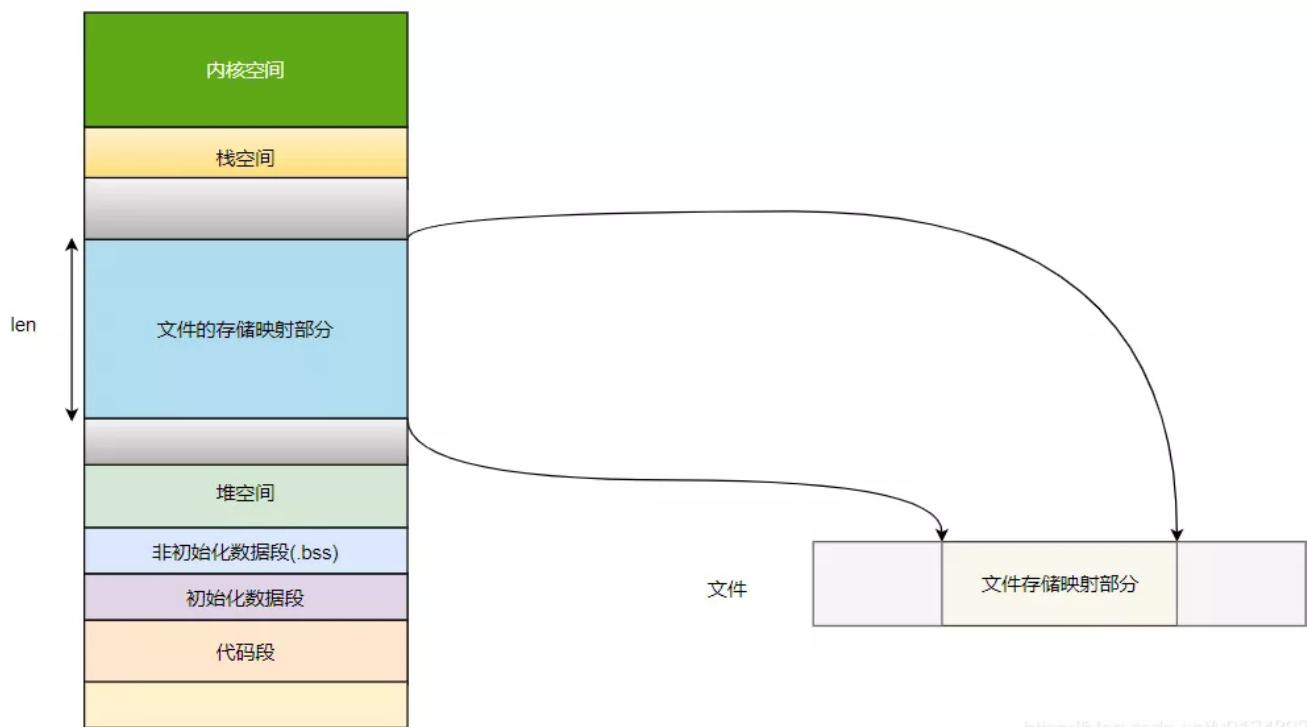 内核空间
栈空间
len
文件的存储映射部分
堆空间
非初始化数据段(.bss)
初始化数据段
代码段
文件
文件存储映射部分